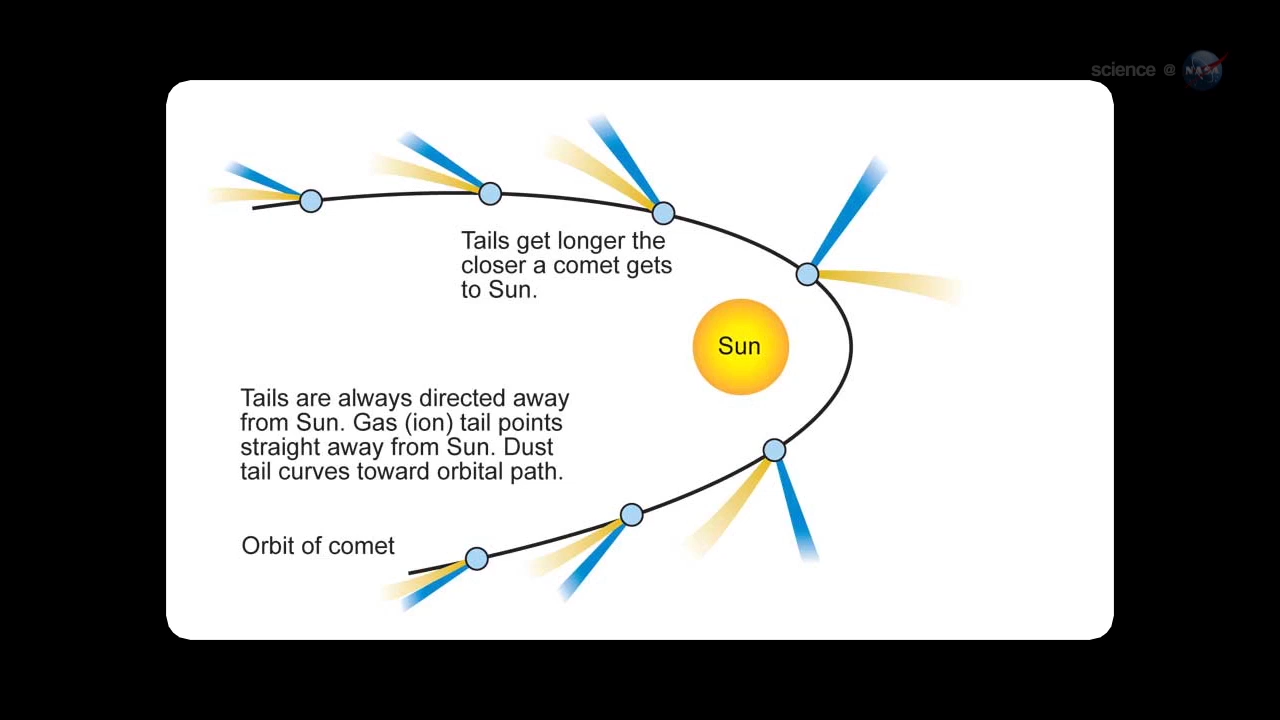 science @ NASA
Tails get longer the
closer a comet gets
to Sun.
Sun
Tails are always directed away
from Sun. Gas (ion) tail points
straight away from Sun. Dust
tail curves toward orbital path.
Orbit of comet